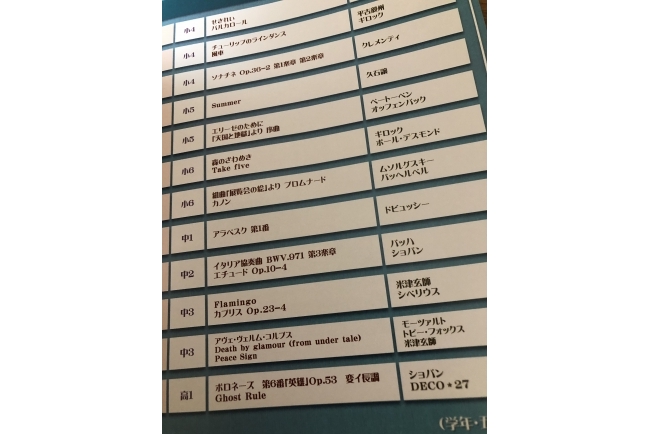 小4
せきれい
バルカロール
平吉毅州
ギロック
小4
チューリップのラインダンス
風車
小4
ソナチネ Op.36-2 第1楽章 第2楽章
クレメンティ
小5
Summer
久石譲
小5
エリーゼのために
「天国と地獄」より 序曲
ベートーベン
オッフェンバック
小6
森のざわめき
Take five
ギロック
ポール・デスモンド
小6
組曲「展覧会の絵」より プロムナード
カノン
ムソルグスキー
パッヘルベル
中1
アラベスク 第1番
ドビュッシー
中2
イタリア協奏曲 BWV.971 第3楽章
エチュード Op.10-4
バッハ
ショパン
中3
Flamingo
カプリス Op.23-4
米津玄師
シベリウス
中3
アヴェ・ヴェルム・コルプス
Death by glamour (from under tale)
Peace Sign
モーツァルト
トビー・フォックス
米津玄師
高1
ポロネーズ 第6番「英雄」Op.53 変イ長調
Ghost Rule
ショパン
DECO*27
(学年・